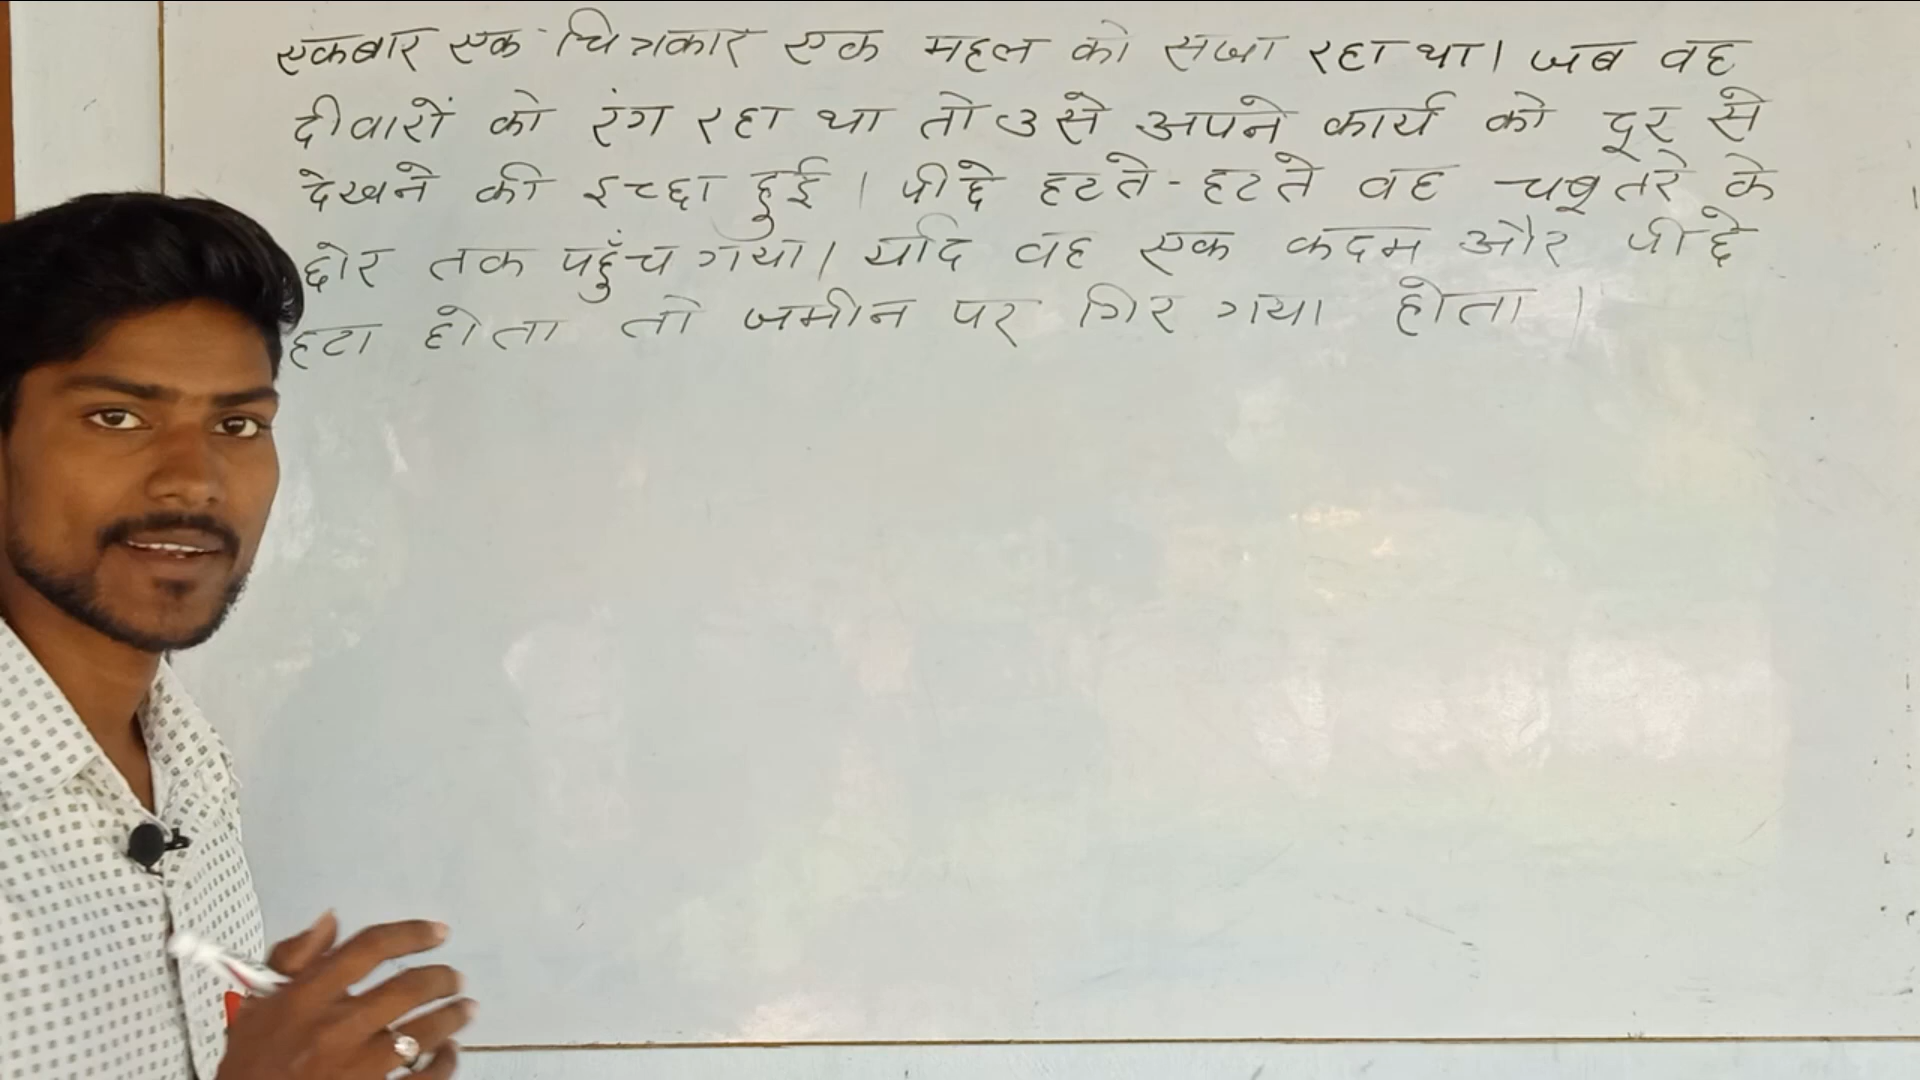 एकबार एक चित्रकार एक महल को सजा रहा था। जब वह
दीवारों को रंग रहा था तो उसे अपने कार्य को दूर से
देखने की इच्छा हुई। पीछे हटते-हटते वह चबूतरे के
छोर तक पहुँच गया। यदि वह एक कदम और पीछे
हटा होता तो जमीन पर गिर गया होता।